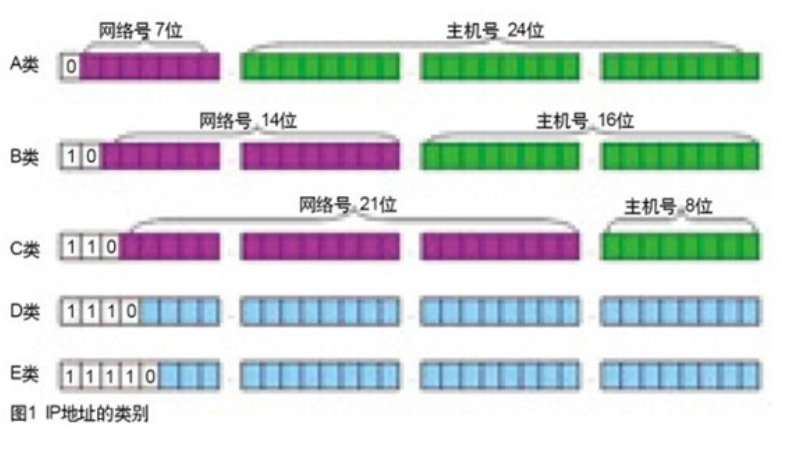 网络号 7位 主机号 24位
A类 0
网络号 14位 主机号 16位
B类 1 0
网络号 21位 主机号 8位
C类 1 1 0
D类 1 1 1 0
E类 1 1 1 1 0
图1 IP地址的类别